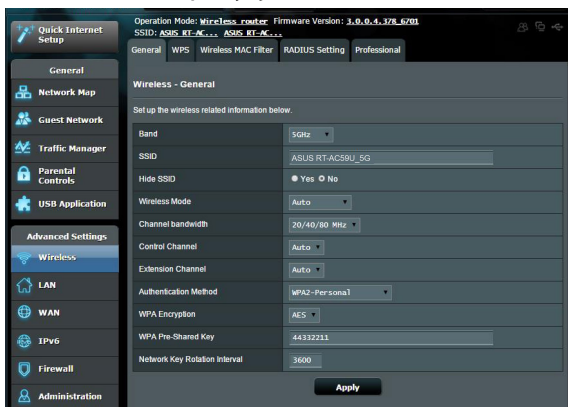 Quick Internet Setup
Operation Mode: Wireless router Firmware Version: 3.0.0.4.378_6701
SSID: ASUS RT-AC... ASUS RT-AC...
General WPS Wireless MAC Filter RADIUS Setting Professional
General
Network Map
Guest Network
Traffic Manager
Parental Controls
USB Application
Advanced Settings
Wireless
LAN
WAN
IPv6
Firewall
Administration
Wireless - General
Set up the wireless related information below.
Band 5GHz
SSID ASUS RT-AC59U_5G
Hide SSID Yes No
Wireless Mode Auto
Channel bandwidth 20/40/80 MHz
Control Channel Auto
Extension Channel Auto
Authentication Method WPA2-Personal
WPA Encryption AES
WPA Pre-Shared Key 44332211
Network Key Rotation Interval 3600
Apply